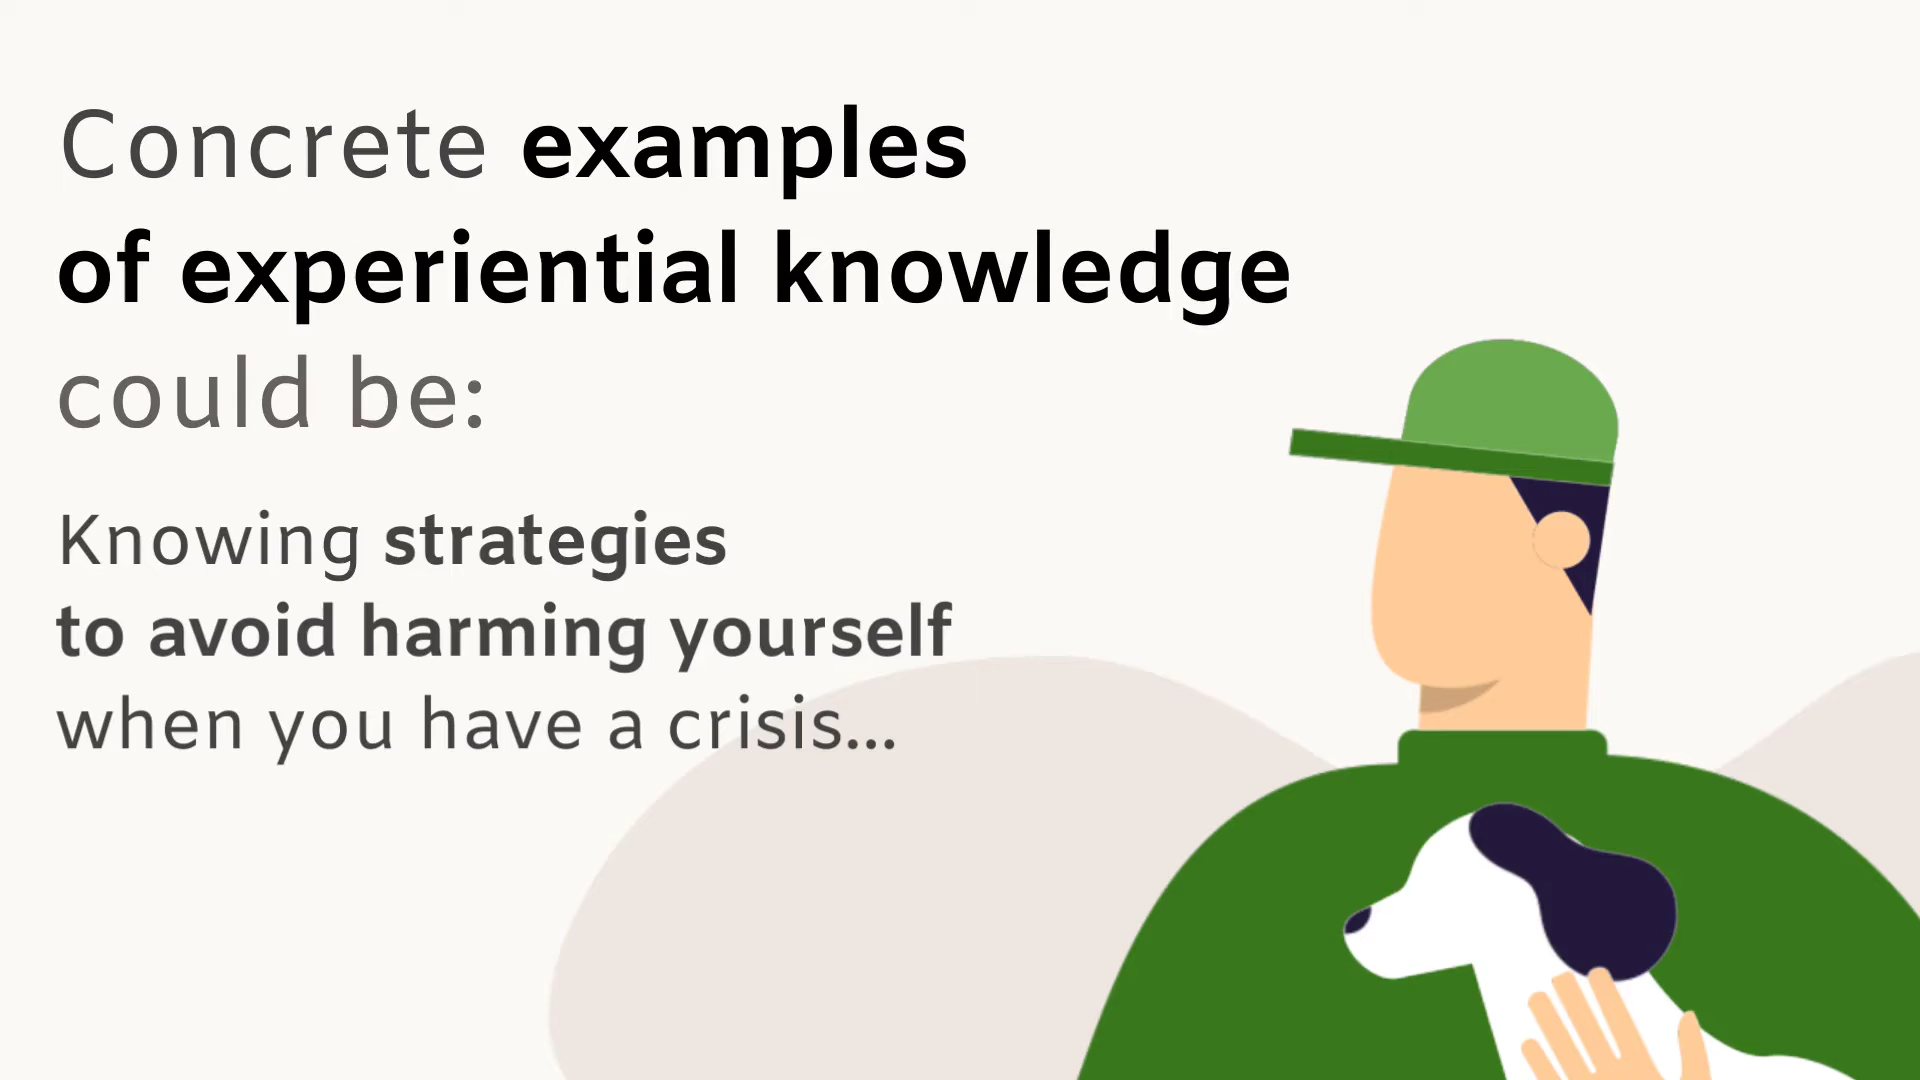 Concrete examples
of experiential knowledge
could be:
Knowing strategies
to avoid harming yourself
when you have a crisis...